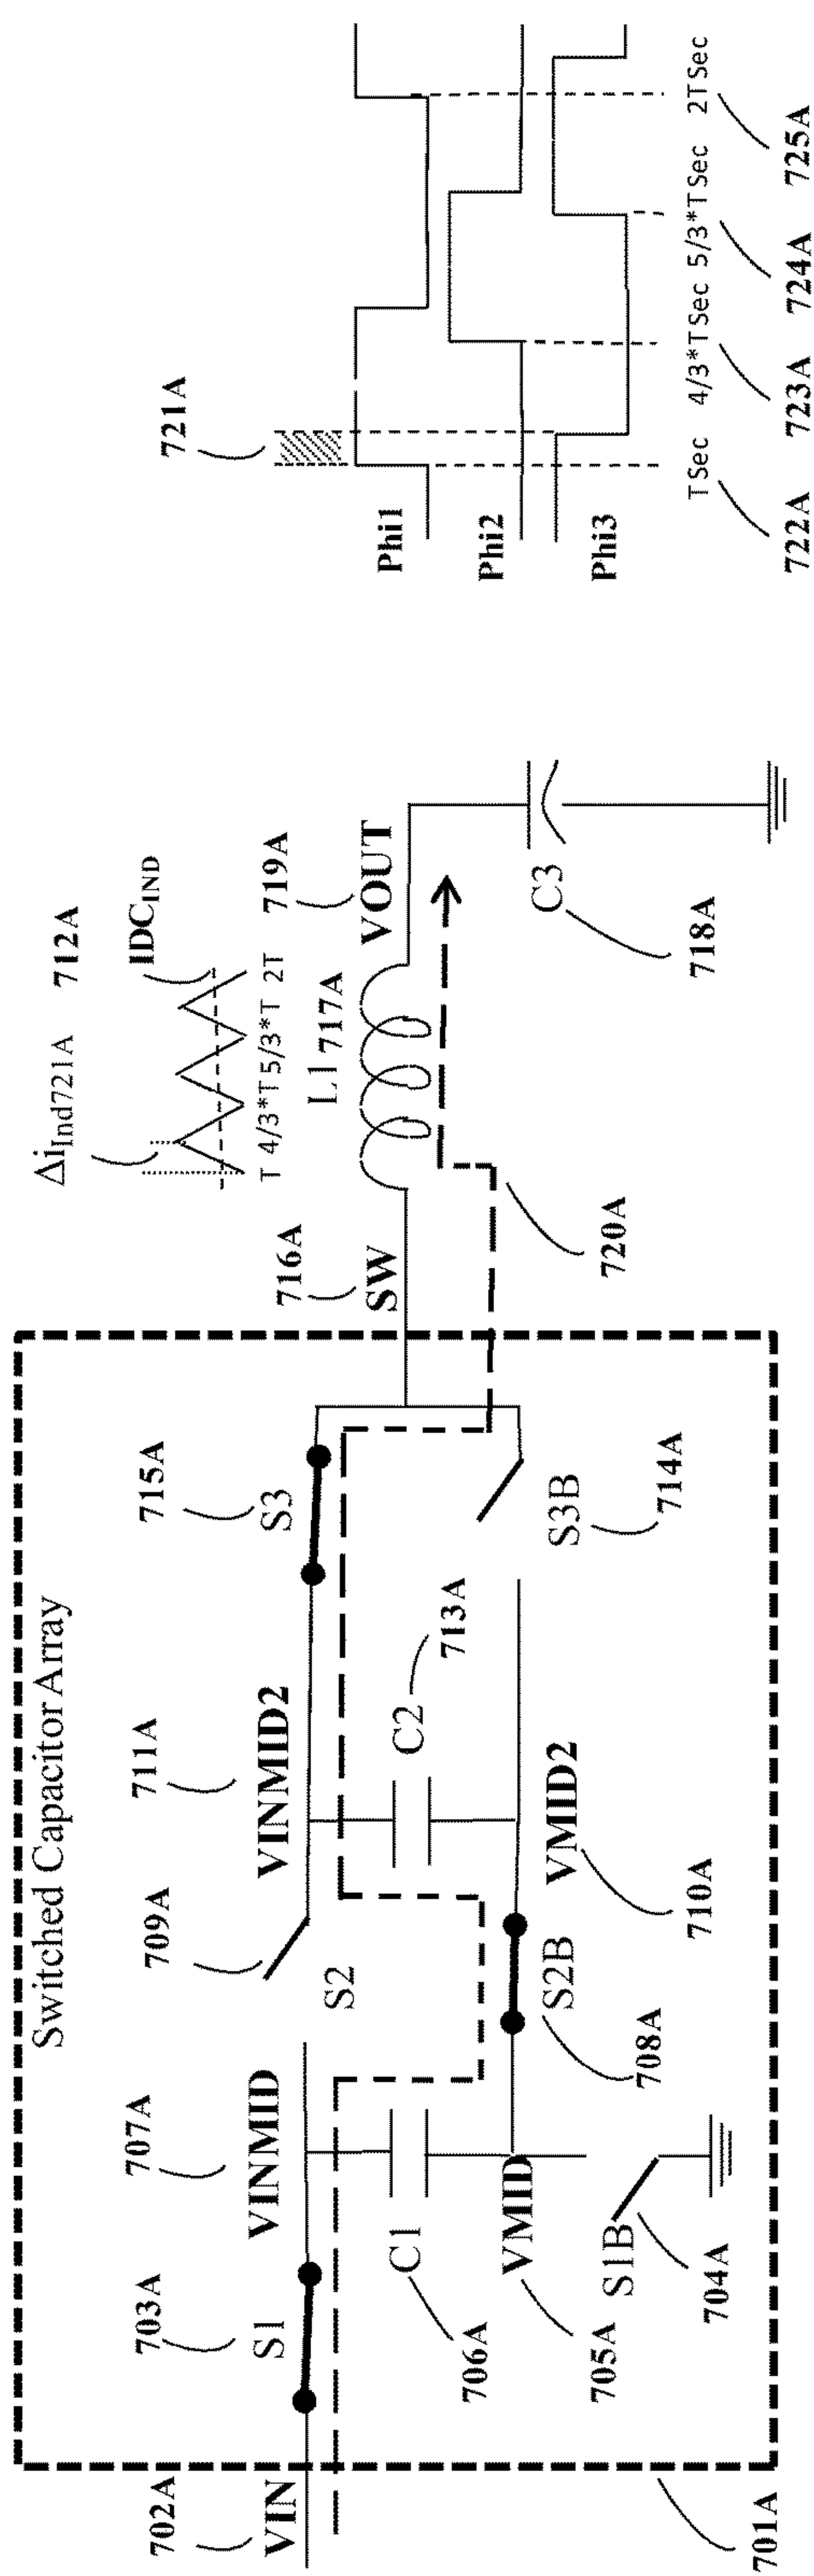 Switched Capacitor Array
702A
VIN
703A
S1
707A
VINMID
709A
S2
711A
VINMID2
715A
S3
C1
706A
VMID
705A
S1B
704A
S2B
708A
C2
713A
VMID2
710A
S3B
714A
701A
716A
SW
720A
ΔiInd721A
712A
IDCIND
T 4/3*T5/3*T 2T
L1
717A
719A
VOUT
C3
718A
721A
Phi1
Phi2
Phi3
TSec 4/3*TSec 5/3*TSec 2TSec
722A 723A 724A 725A